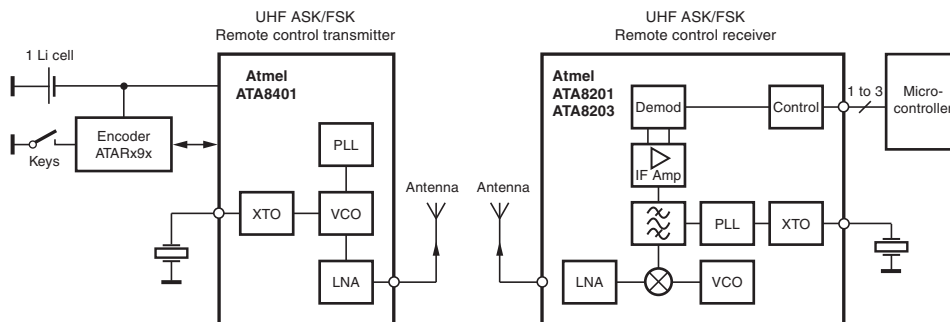 UHF ASK/FSK
Remote control transmitter
1 Li cell
Atmel
ATA8401
Encoder
ATARx9x
Keys
PLL
XTO
VCO
LNA
Antenna
UHF ASK/FSK
Remote control receiver
Antenna
Atmel
ATA8201
ATA8203
Demod
Control
1 to 3
Micro-
controller
IF Amp
PLL
XTO
LNA
VCO